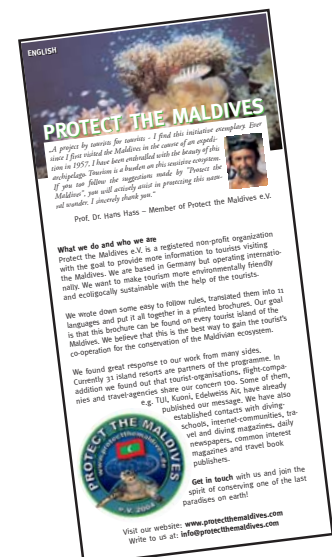 ENGLISH
PROTECT THE MALDIVES
„A project by tourists for tourists - I find this initiative exemplary. Ever
since I first visited the Maldives in the course of an expedi-
tion in 1957, I have been enthralled with the beauty of this
archipelago. Tourism is a burden on this sensitive ecosystem.
If you too follow the suggestions made by "Protect the
Maldives", you will actively assist in protecting this natu-
ral wonder. I sincerely thank you."
Prof. Dr. Hans Hass – Member of Protect the Maldives e.V.
What we do and who we are
Protect the Maldives e.V. is a registered non-profit organization
with the goal to provide more information to tourists visiting
the Maldives. We are based in Germany but operating internatio-
nally. We want to make tourism more environmentally friendly
and ecoligocally sustainable with the help of the tourists.
We wrote down some easy to follow rules, translated them into 11
languages and put it all together in a printed brochures. Our goal
is that this brochure can be found on every tourist island of the
Maldives. We believe that this is the best way to gain the tourist's
co-operation for the conservation of the Maldivian ecosystem.
We found great response to our work from many sides.
Currently 31 island resorts are partners of the programme. In
addition we found out that tourist-organisations, flight-compa-
nies and travel-agencies share our concern too. Some of them,
e.g. TUI, Kuoni, Edelweiss Air, have already
published our message. We have also
established contacts with diving-
schools, internet-communities, tra-
vel and diving magazines, daily
newspapers, common interest
magazines and travel book
publishers.
PROTECT THE MALDIVES
www.protectthemaldives.de
e.V. 2004
Get in touch with us and join the
spirit of conserving one of the last
paradises on earth!
Visit our website: www.protectthemaldives.com
Write to us at: info@protectthemaldives.com